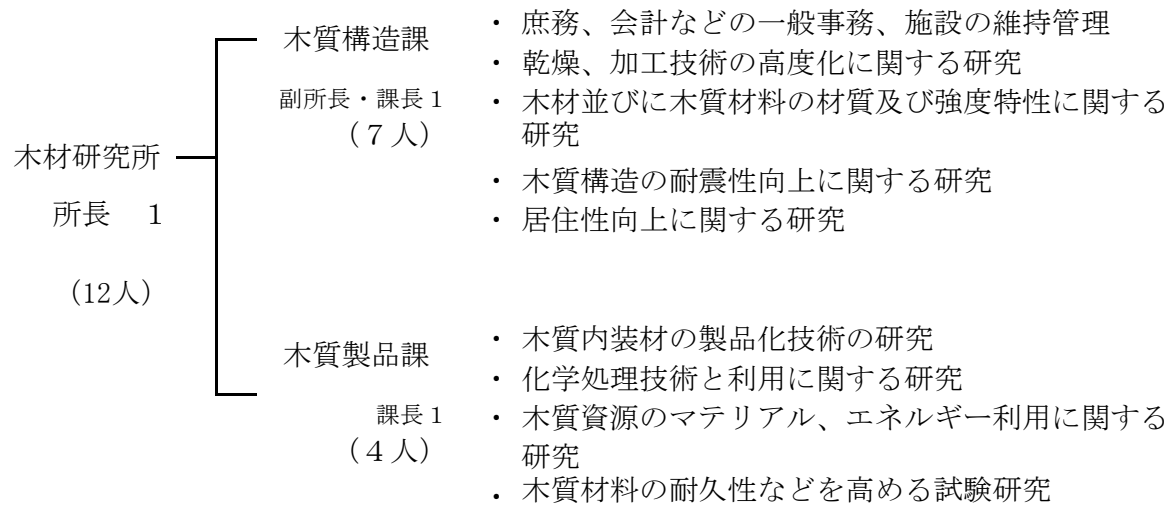 木材研究所
所長　１
（12人）
木質構造課
副所長・課長１
（７人）
・ 庶務、会計などの一般事務、施設の維持管理
・ 乾燥、加工技術の高度化に関する研究
・ 木材並びに木質材料の材質及び強度特性に関する
研究
・ 木質構造の耐震性向上に関する研究
・ 居住性向上に関する研究
木質製品課
課長１
（４人）
・ 木質内装材の製品化技術の研究
・ 化学処理技術と利用に関する研究
・ 木質資源のマテリアル、エネルギー利用に関する
研究
・ 木質材料の耐久性などを高める試験研究